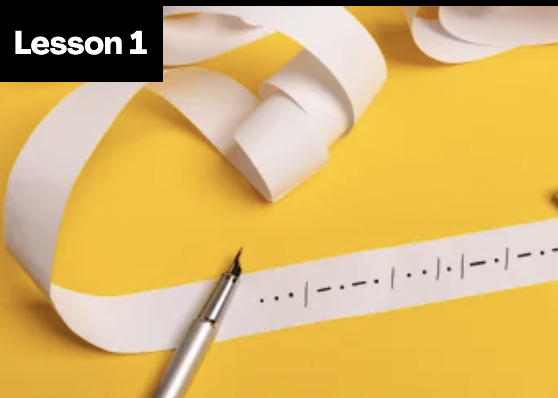 Lesson 1
··· | –·–· | ·· | · | –· | –·